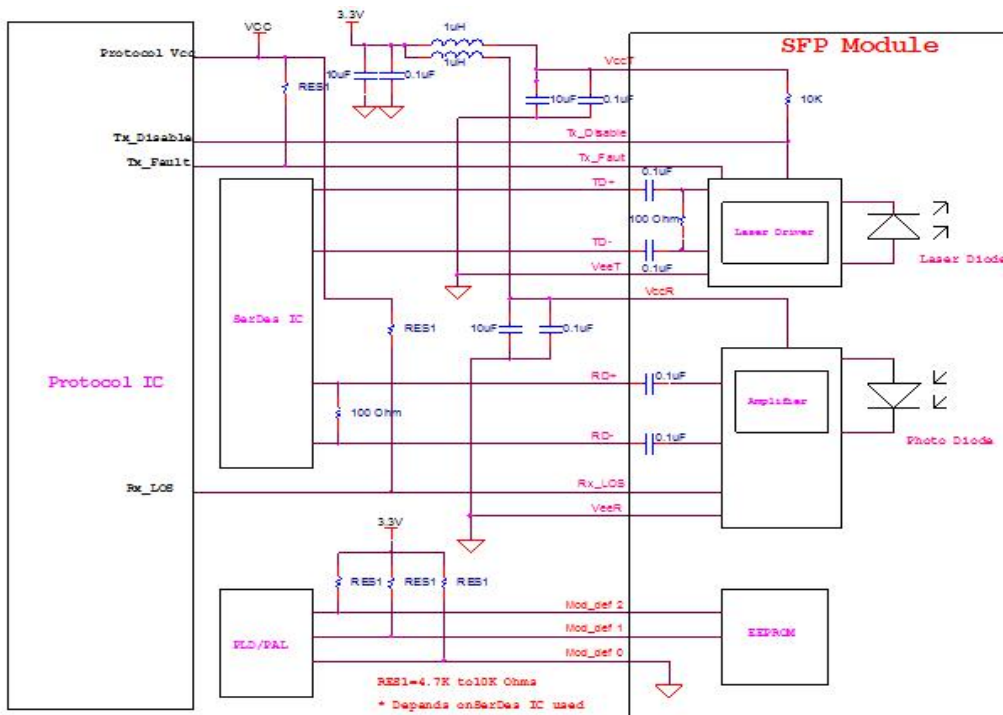 3.3V
VCC
1uH
SFP Module
Protocol Vcc
1uH
VccT
RES1
10uF
0.1uF
10uF
0.1uF
10K
Tx_Disable
Tx_Disable
Tx_Fault
Tx_Fault
0.1uF
TD+
100 Ohm
Laser Driver
TD-
0.1uF
VeeT
Laser Diode
VccR
SerDes IC
RES1
10uF
0.1uF
Protocol IC
RD+
0.1uF
Amplifier
100 Ohm
RD-
0.1uF
Photo Diode
Rx_LOS
Rx_LOS
VeeR
3.3V
RES1
RES1
RES1
Mod_def 2
PLD/PAL
Mod_def 1
EEPROM
Mod_def 0
RES1=4.7K to10K Ohms
* Depends onSerDes IC used